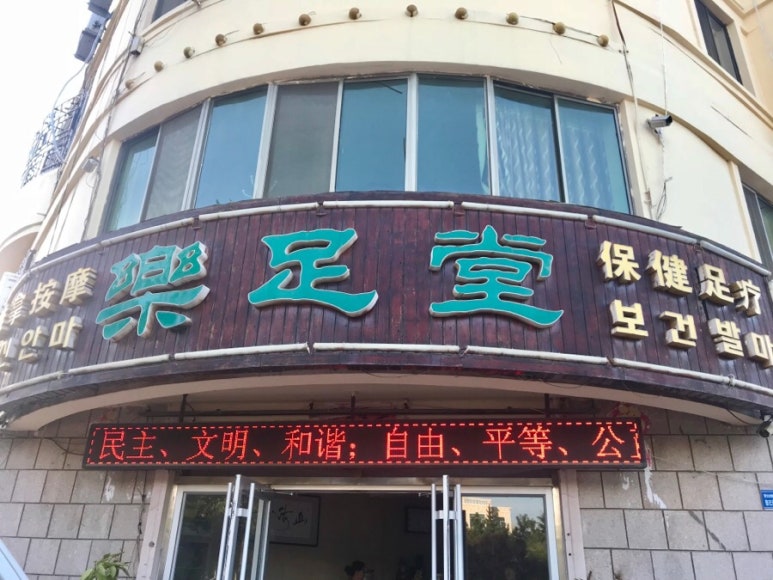 拿按摩
안마
樂足堂
保健足疗
보건발마
民主、文明、和谐；自由、平等、公